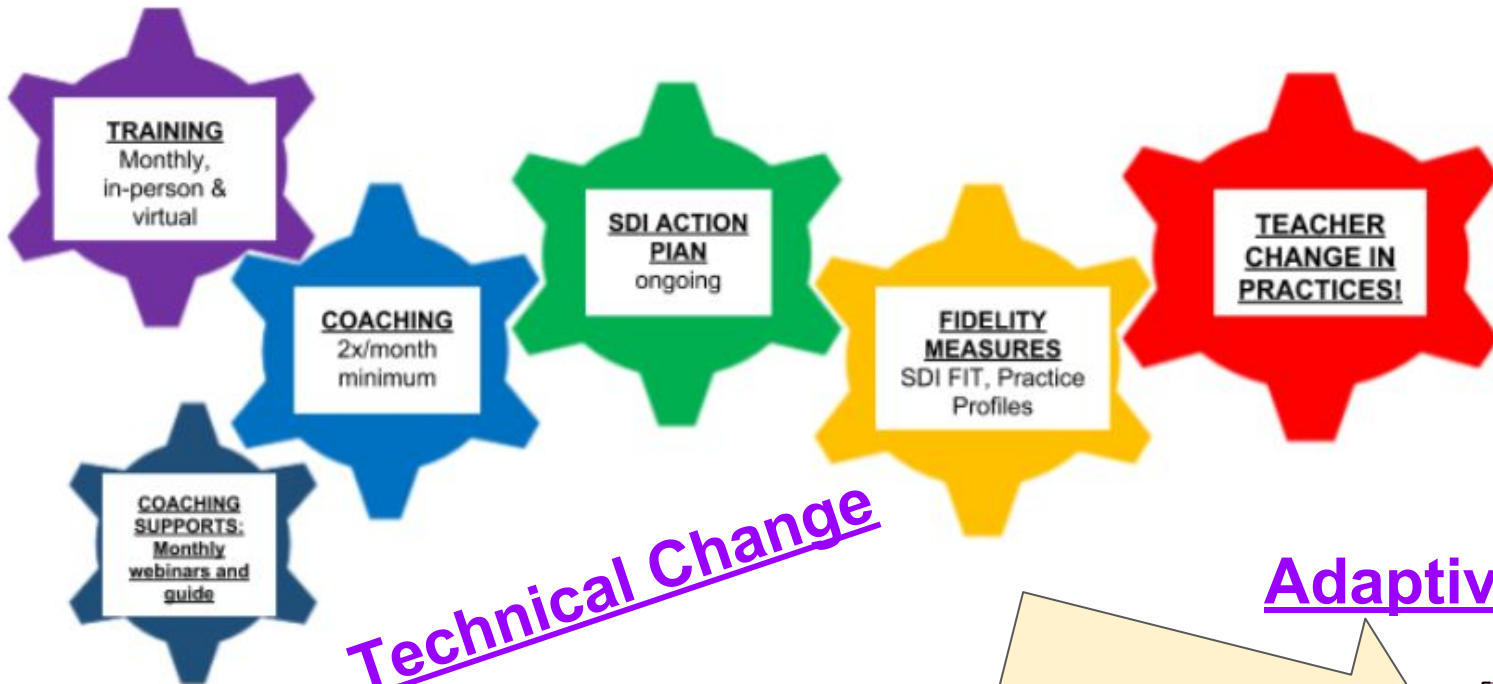 TRAINING
Monthly,
in-person &
virtual
COACHING
2x/month
minimum
COACHING
SUPPORTS:
Monthly
webinars and
guide
SDI ACTION
PLAN
ongoing
FIDELITY
MEASURES
SDI FIT, Practice
Profiles
TEACHER
CHANGE IN
PRACTICES!
Technical Change
Adaptiv